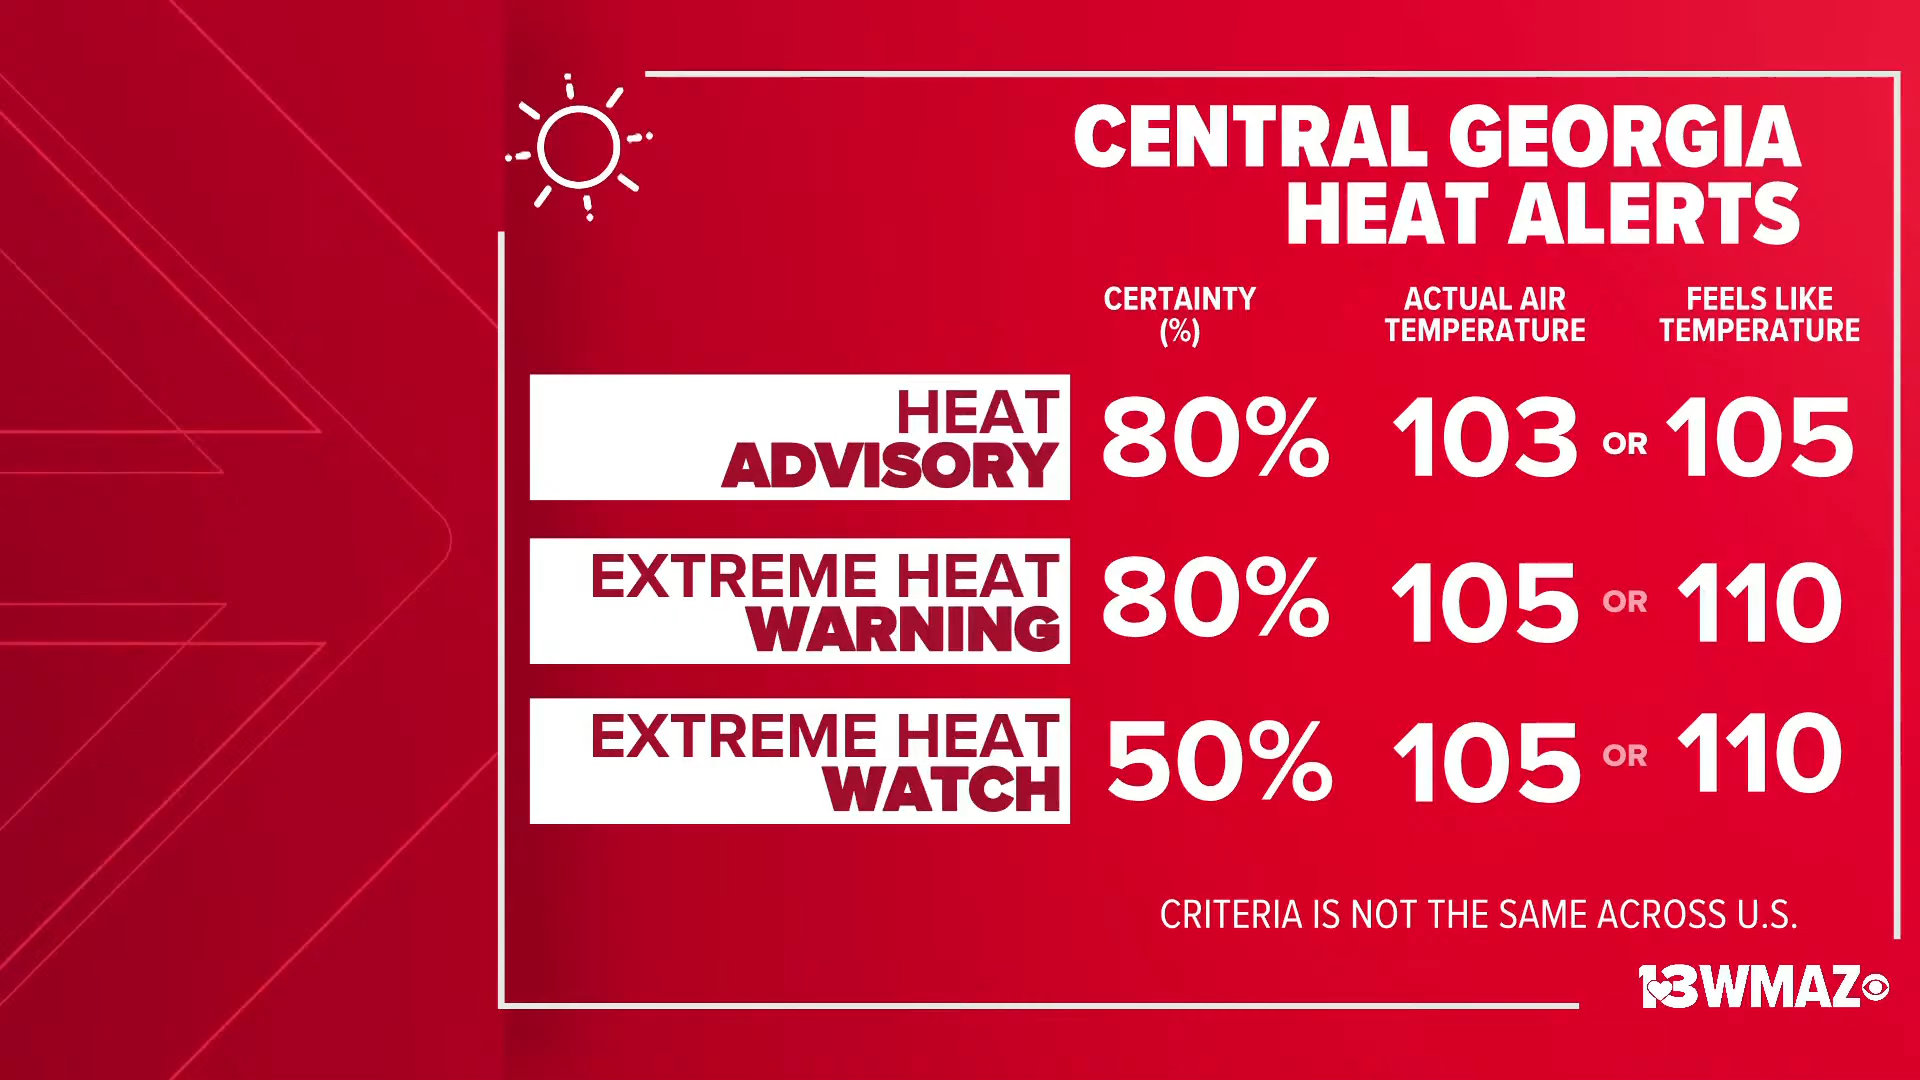 CENTRAL GEORGIA
HEAT ALERTS
CERTAINTY
(%)
ACTUAL AIR
TEMPERATURE
FEELS LIKE
TEMPERATURE
HEAT
ADVISORY
80% 103 OR 105
EXTREME HEAT
WARNING
80% 105 OR 110
EXTREME HEAT
WATCH
50% 105 OR 110
CRITERIA IS NOT THE SAME ACROSS U.S.
13WMAZ